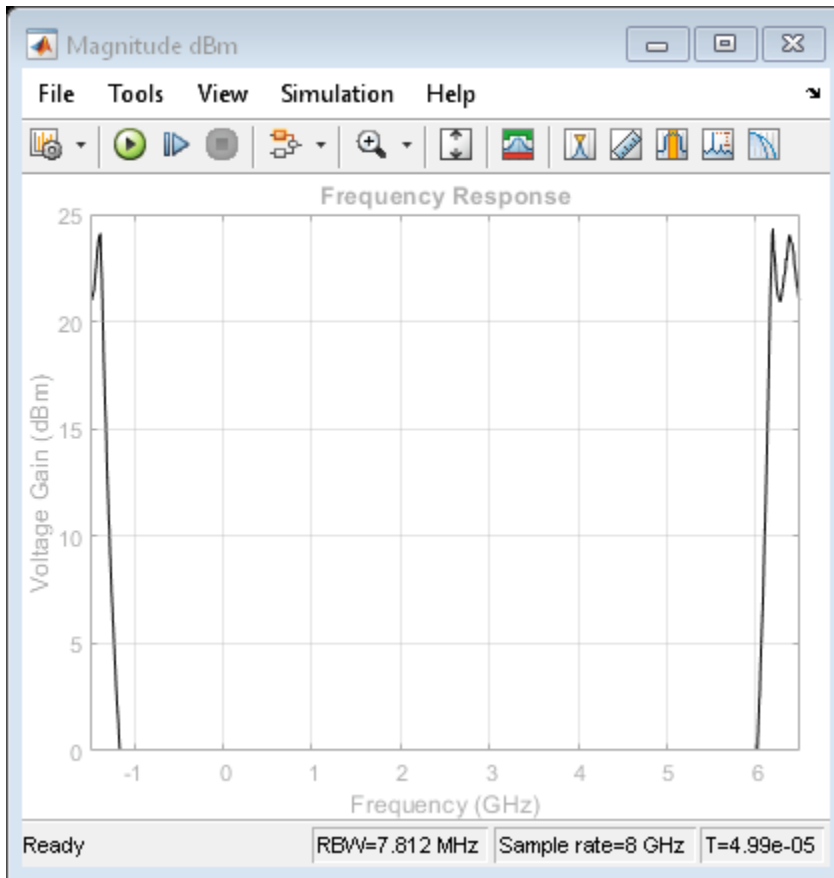 Magnitude dBm
File Tools View Simulation Help
Frequency Response
25
20
15
10
5
0
Voltage Gain (dBm)
-1 0 1 2 3 4 5 6
Frequency (GHz)
Ready RBW=7.812 MHz Sample rate=8 GHz T=4.99e-05